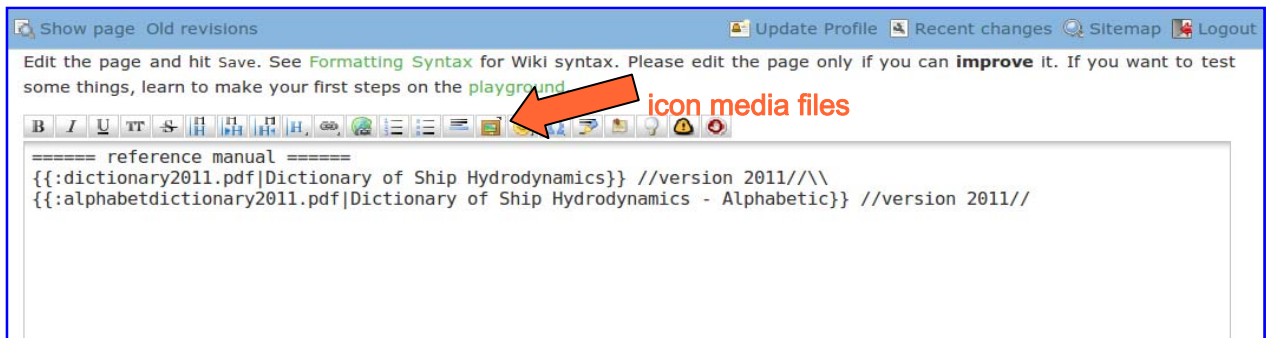 Show page Old revisions Update Profile Recent changes Sitemap Logout
Edit the page and hit Save. See Formatting Syntax for Wiki syntax. Please edit the page only if you can improve it. If you want to test
some things, learn to make your first steps on the playground
icon media files
B I U TT S H H H H
====== reference manual ======
{{:dictionary2011.pdf|Dictionary of Ship Hydrodynamics}} //version 2011//\\
{{:alphabetdictionary2011.pdf|Dictionary of Ship Hydrodynamics - Alphabetic}} //version 2011//